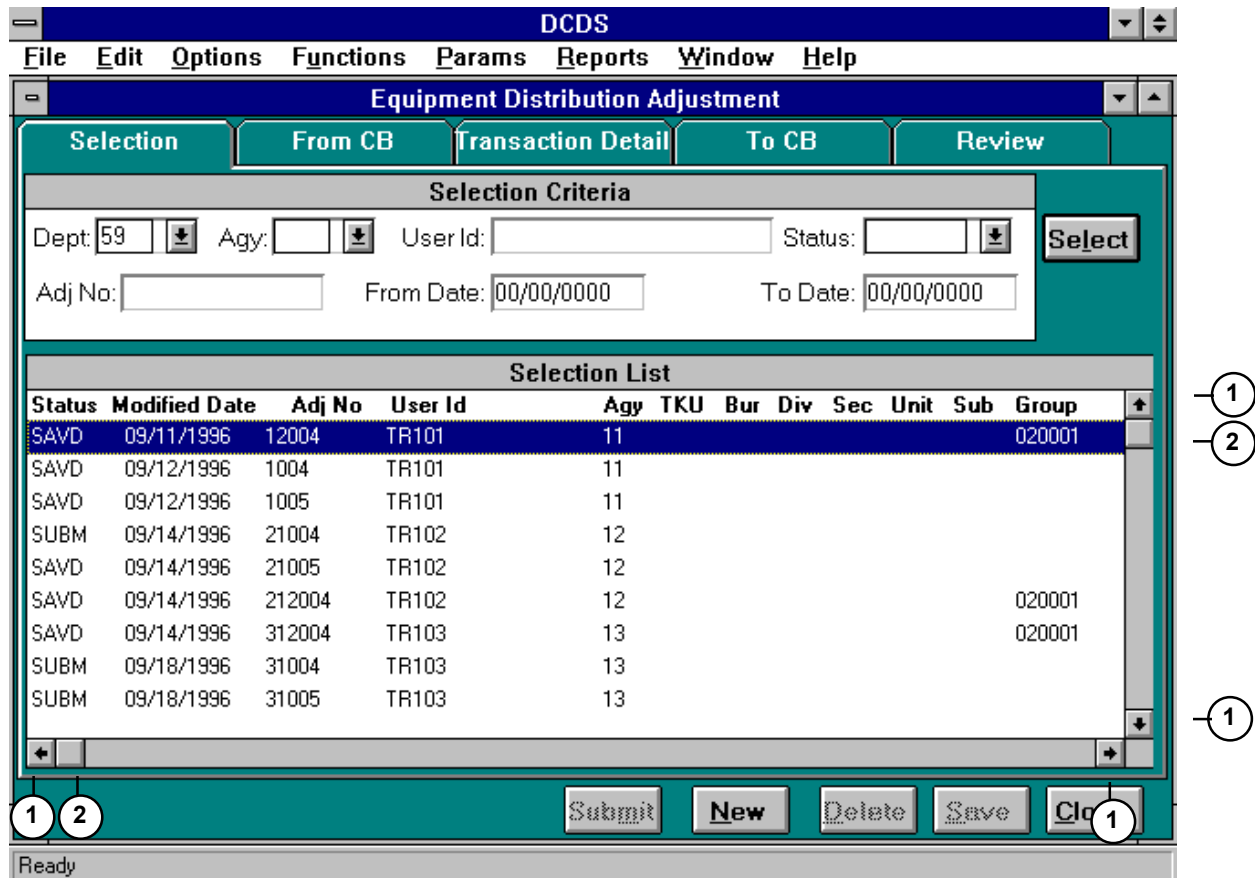 DCDS
File Edit Options Functions Params Reports Window Help
Equipment Distribution Adjustment
Selection From CB Transaction Detail To CB Review
Selection Criteria
Dept: 59 Agy: User Id: Status: Select
Adj No: From Date: 00/00/0000 To Date: 00/00/0000
Selection List
1
Status Modified Date Adj No User Id Agy TKU Bur Div Sec Unit Sub Group
SAVD 09/11/1996 12004 TR101 11 020001
2
SAVD 09/12/1996 1004 TR101 11
SAVD 09/12/1996 1005 TR101 11
SUBM 09/14/1996 21004 TR102 12
SAVD 09/14/1996 21005 TR102 12
SAVD 09/14/1996 212004 TR102 12 020001
SAVD 09/14/1996 312004 TR103 13 020001
SUBM 09/18/1996 31004 TR103 13
SUBM 09/18/1996 31005 TR103 13
1
1 2 Submit New Delete Save Clo 1
Ready